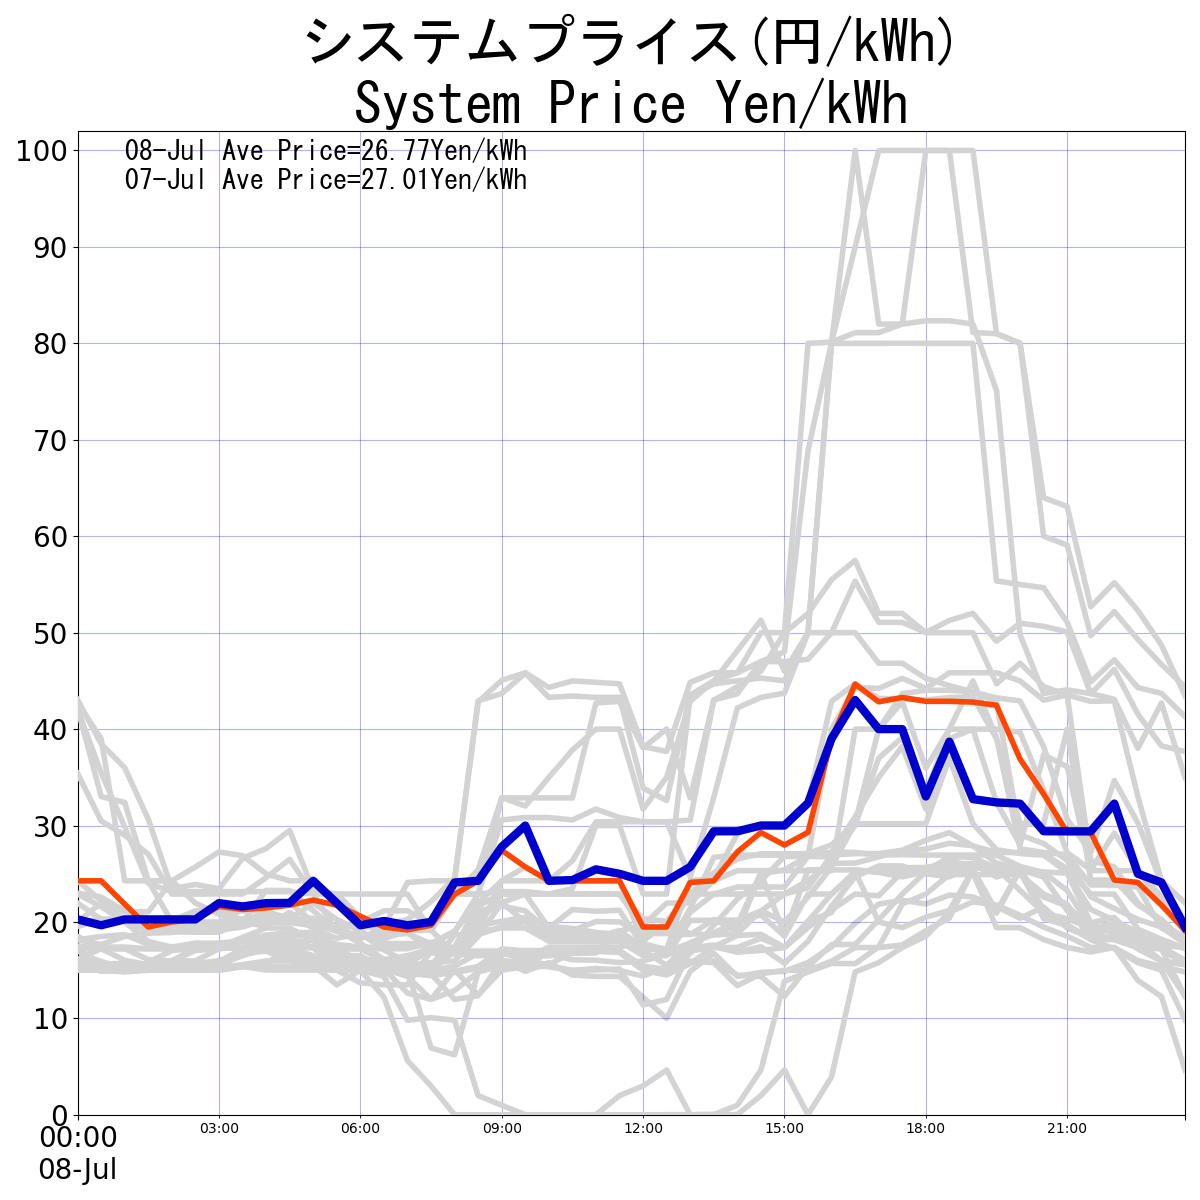 システムプライス(円/kWh)
System Price Yen/kWh
08-Jul Ave Price=26.77Yen/kWh
07-Jul Ave Price=27.01Yen/kWh
100
90
80
70
60
50
40
30
20
10
0
00:00 03:00 06:00 09:00 12:00 15:00 18:00 21:00
08-Jul